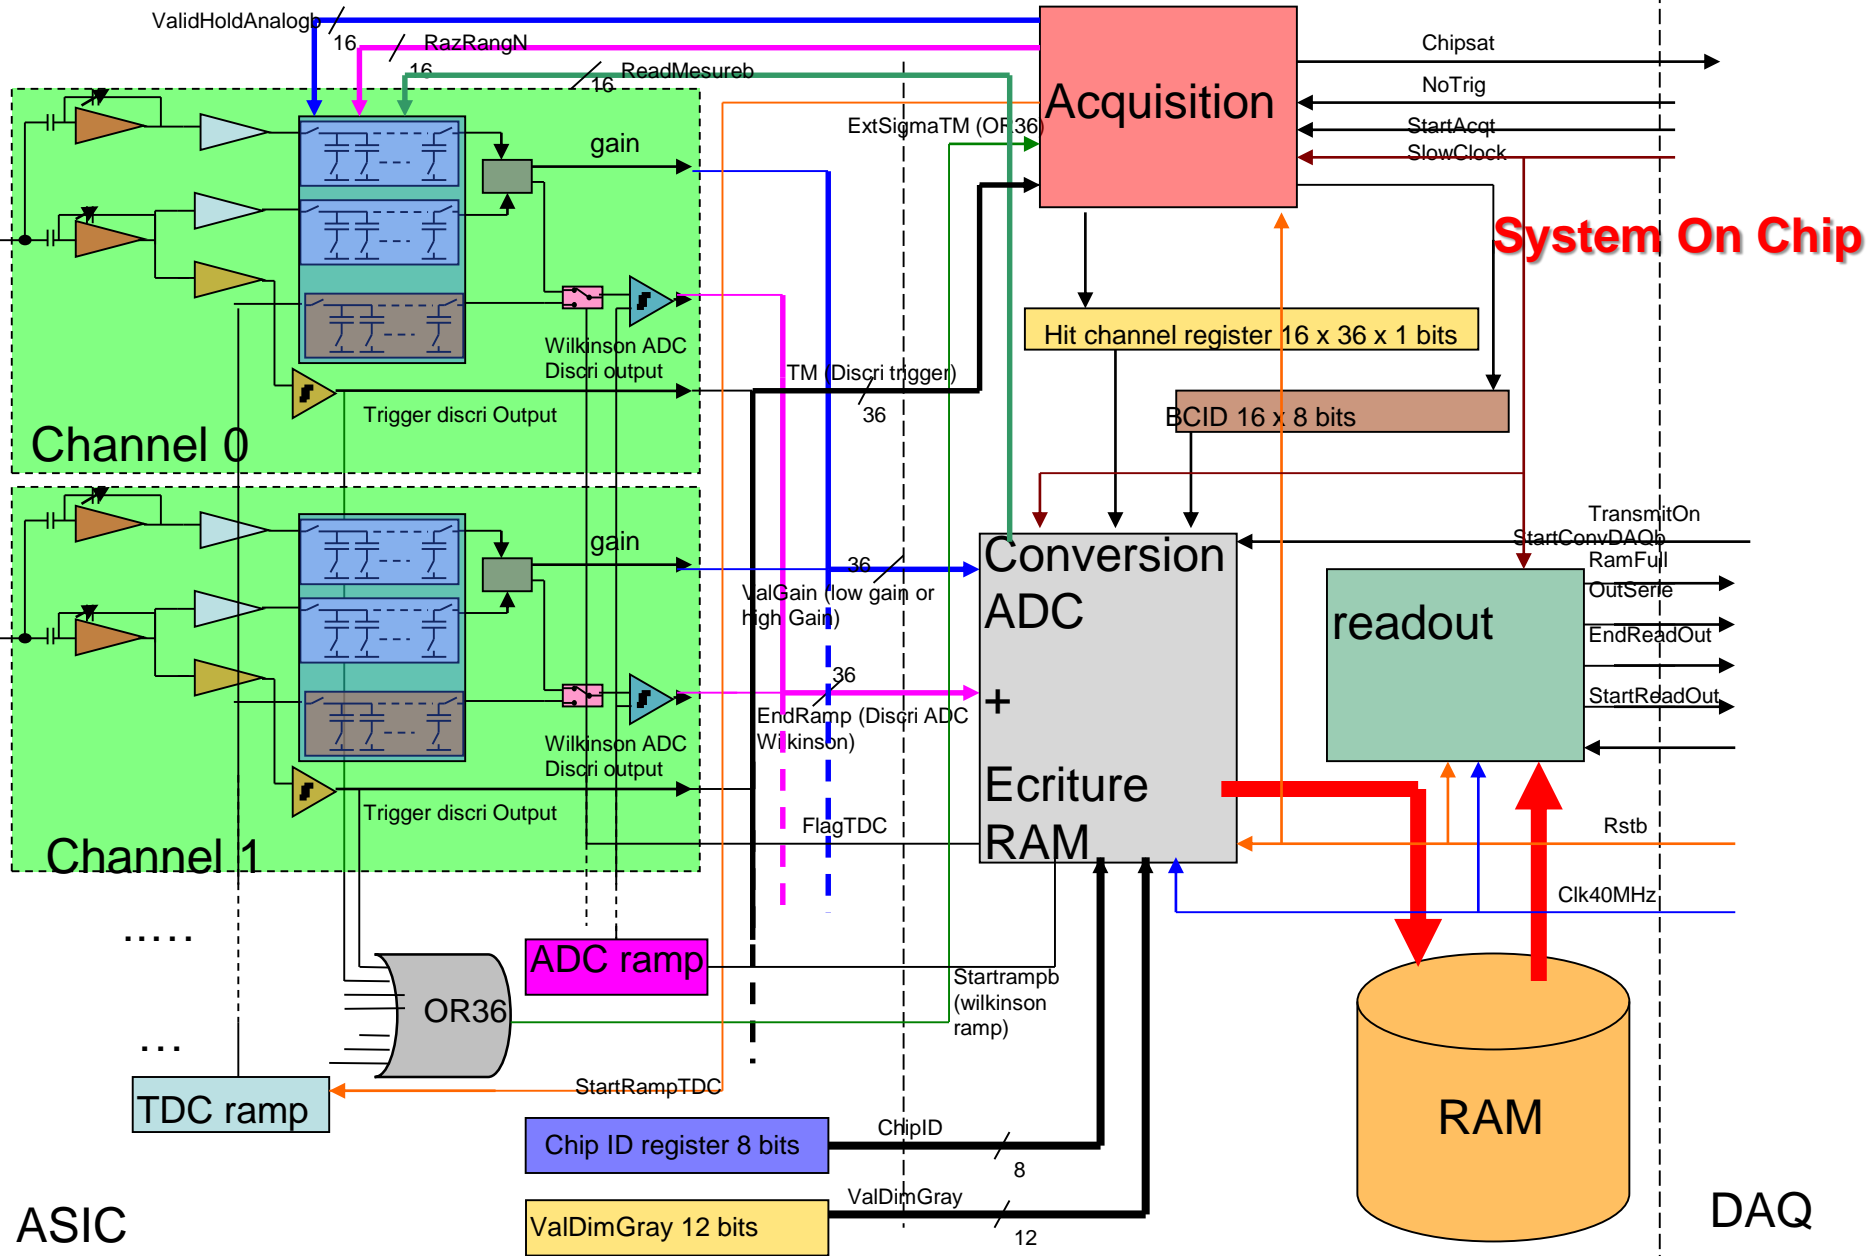 ValidHoldAnalogb
16
RazRangN
16
ReadMesureb
16
Acquisition
Chipsat
NoTrig
StartAcqt
SlowClock
ExtSigmaTM (OR36)
gain
System On Chip
Hit channel register 16 x 36 x 1 bits
Wilkinson ADC
Discri output
TM (Discri trigger)
36
BCID 16 x 8 bits
Trigger discri Output
Channel 0
gain
TransmitOn
StartConvDAQb
RamFull
OutSerie
EndReadOut
StartReadOut
Conversion
ADC
+
Ecriture
RAM
readout
36
ValGain (low gain or
high Gain)
36
EndRamp (Discri ADC
Wilkinson)
Wilkinson ADC
Discri output
Trigger discri Output
FlagTDC
Channel 1
Rstb
Clk40MHz
.....
ADC ramp
Startrampb
(wilkinson
ramp)
OR36
...
StartRampTDC
TDC ramp
RAM
Chip ID register 8 bits
ChipID
8
ValDimGray
ValDimGray 12 bits
12
ASIC
DAQ